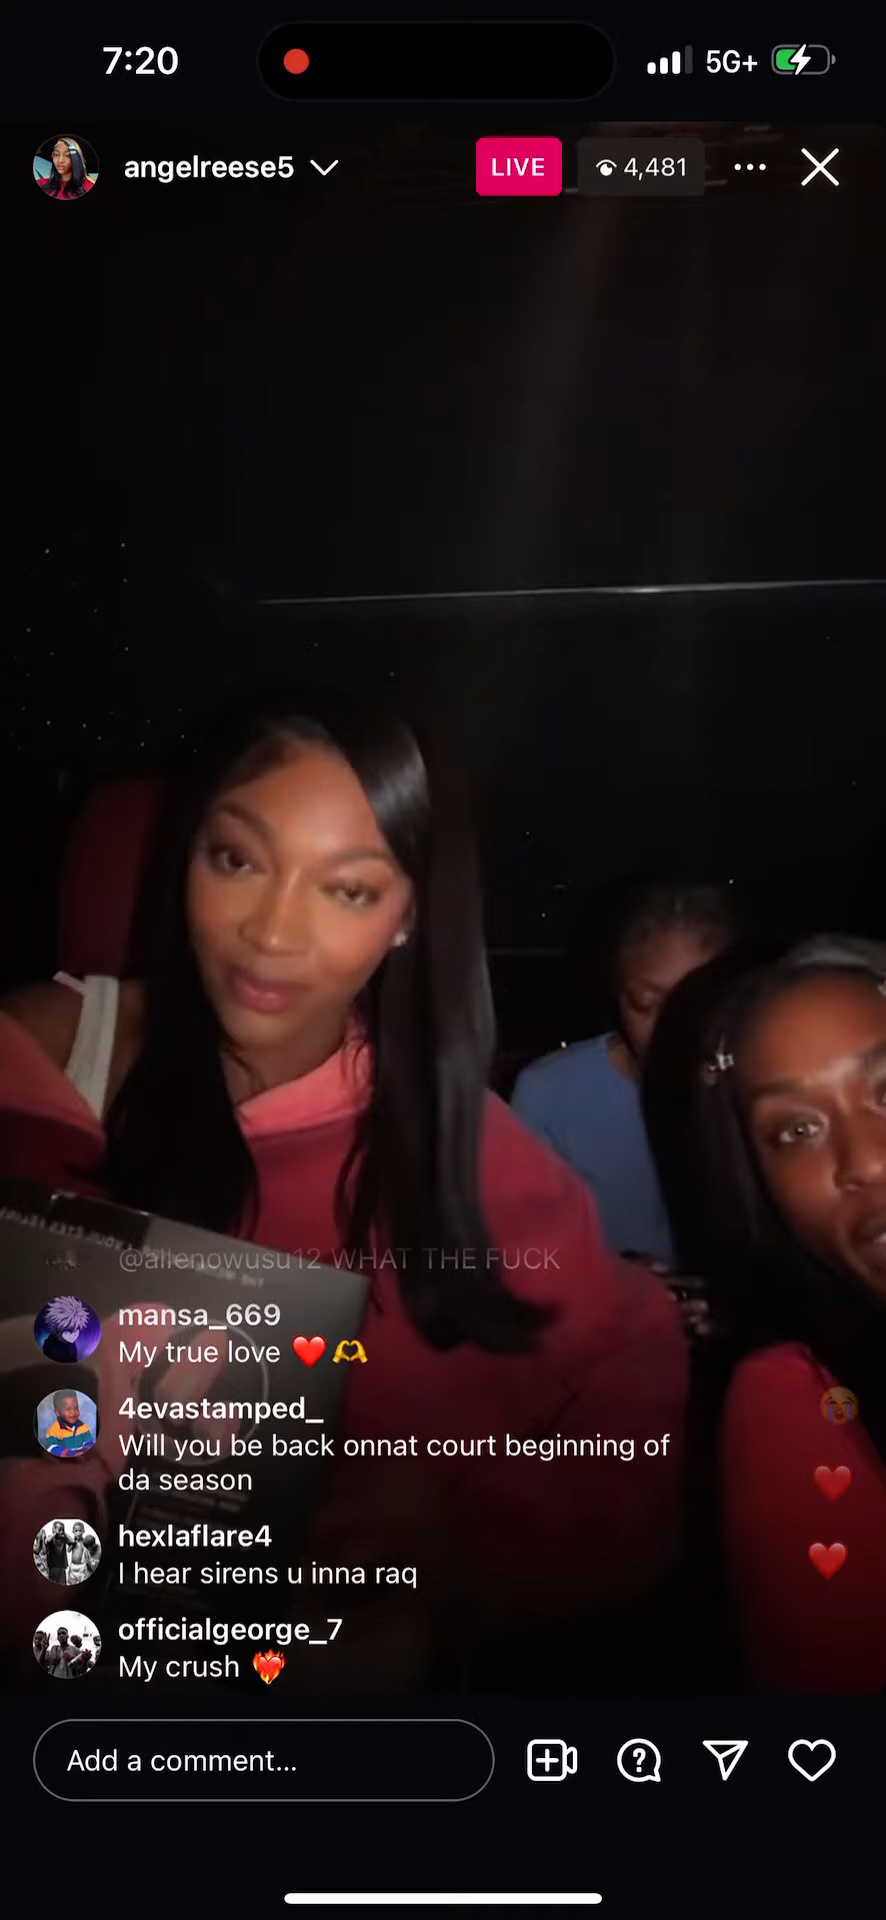 7:20
5G+
angelreese5
LIVE
4,481
@allenowusu12 WHAT THE FUCK
mansa_669
My true love ❤️🫶
4evastamped_
Will you be back onnat court beginning of
da season
hexlaflare4
I hear sirens u inna raq
officialgeorge_7
My crush ❤️‍🔥
Add a comment...